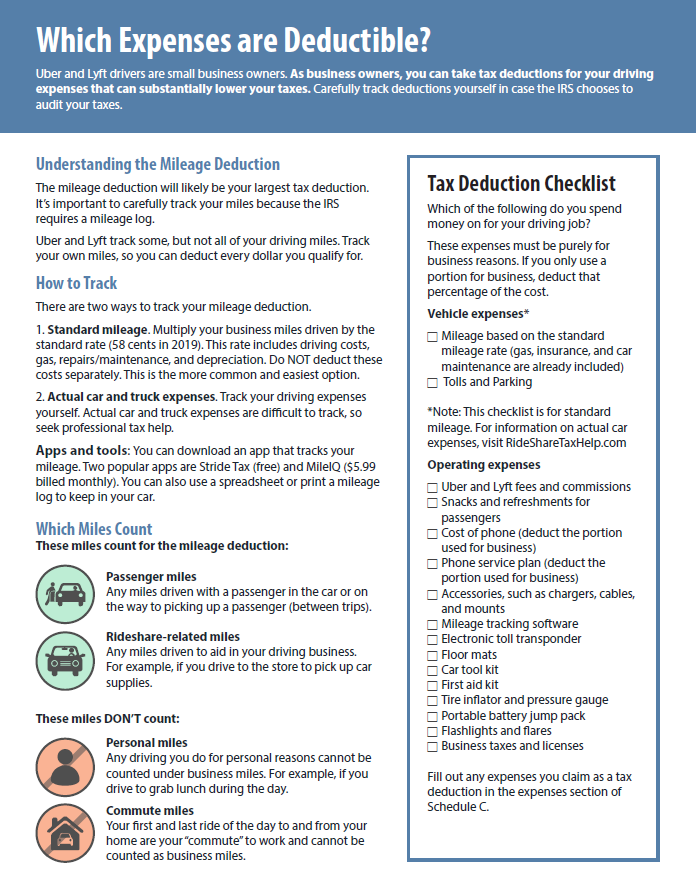 Which Expenses are Deductible?
Uber and Lyft drivers are small business owners. As business owners, you can take tax deductions for your driving
expenses that can substantially lower your taxes. Carefully track deductions yourself in case the IRS chooses to
audit your taxes.
Understanding the Mileage Deduction
The mileage deduction will likely be your largest tax deduction.
It's important to carefully track your miles because the IRS
requires a mileage log.
Uber and Lyft track some, but not all of your driving miles. Track
your own miles, so you can deduct every dollar you qualify for.
How to Track
There are two ways to track your mileage deduction.
1. Standard mileage. Multiply your business miles driven by the
standard rate (58 cents in 2019). This rate includes driving costs,
gas, repairs/maintenance, and depreciation. Do NOT deduct these
costs separately. This is the more common and easiest option.
2. Actual car and truck expenses. Track your driving expenses
yourself. Actual car and truck expenses are difficult to track, so
seek professional tax help.
Apps and tools: You can download an app that tracks your
mileage. Two popular apps are Stride Tax (free) and MileIQ ($5.99
billed monthly). You can also use a spreadsheet or print a mileage
log to keep in your car.
Which Miles Count
These miles count for the mileage deduction:
Passenger miles
Any miles driven with a passenger in the car or on
the way to picking up a passenger (between trips).
Rideshare-related miles
Any miles driven to aid in your driving business.
For example, if you drive to the store to pick up car
supplies.
These miles DON'T count:
Personal miles
Any driving you do for personal reasons cannot be
counted under business miles. For example, if you
drive to grab lunch during the day.
Commute miles
Your first and last ride of the day to and from your
home are your "commute" to work and cannot be
counted as business miles.
Tax Deduction Checklist
Which of the following do you spend
money on for your driving job?
These expenses must be purely for
business reasons. If you only use a
portion for business, deduct that
percentage of the cost.
Vehicle expenses*
Mileage based on the standard
mileage rate (gas, insurance, and car
maintenance are already included)
Tolls and Parking
*Note: This checklist is for standard
mileage. For information on actual car
expenses, visit RideShareTaxHelp.com
Operating expenses
Uber and Lyft fees and commissions
Snacks and refreshments for
passengers
Cost of phone (deduct the portion
used for business)
Phone service plan (deduct the
portion used for business)
Accessories, such as chargers, cables,
and mounts
Mileage tracking software
Electronic toll transponder
Floor mats
Car tool kit
First aid kit
Tire inflator and pressure gauge
Portable battery jump pack
Flashlights and flares
Business taxes and licenses
Fill out any expenses you claim as a tax
deduction in the expenses section of
Schedule C.